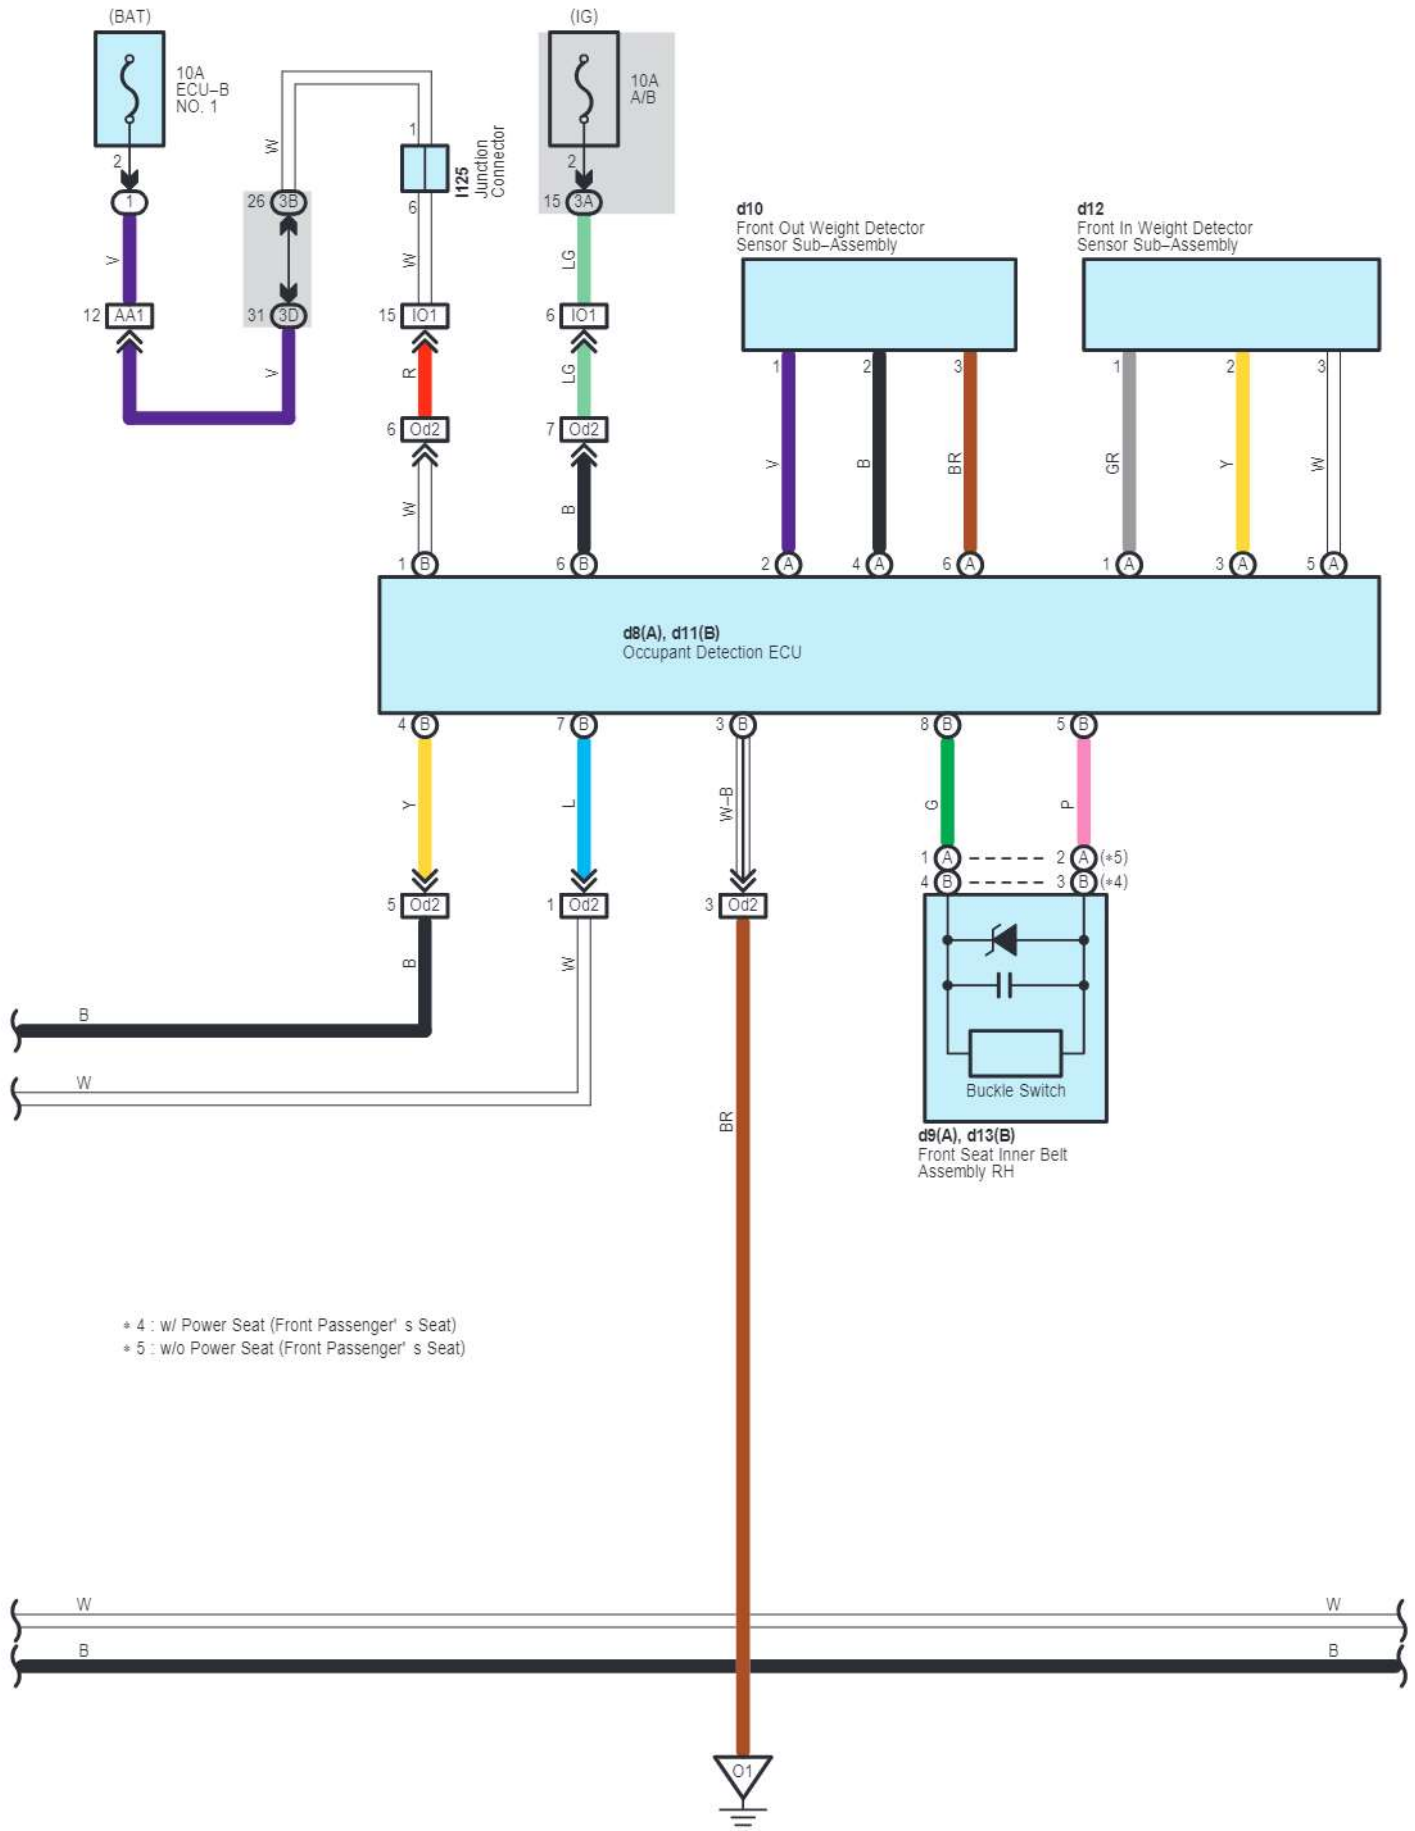 (BAT)
(IG)
10A
ECU–B
NO. 1
10A
A/B
2
1
W
1
I125
Junction
Connector
2
26 3B
6
15 3A
d10
Front Out Weight Detector
Sensor Sub–Assembly
d12
Front In Weight Detector
Sensor Sub–Assembly
V
W
LG
12 AA1
31 3D
15 IO1
6 IO1
V
R
LG
1
2
3
1
2
3
6 Od2
7 Od2
V
B
BR
GR
Y
W
W
B
1 B
6 B
2 A
4 A
6 A
1 A
3 A
5 A
d8(A), d11(B)
Occupant Detection ECU
4 B
7 B
3 B
8 B
5 B
Y
L
W–B
G
P
1 A
2 A (*5)
4 B
3 B (*4)
5 Od2
1 Od2
3 Od2
B
W
B
W
Buckle Switch
BR
d9(A), d13(B)
Front Seat Inner Belt
Assembly RH
* 4 : w/ Power Seat (Front Passenger' s Seat)
* 5 : w/o Power Seat (Front Passenger' s Seat)
W
W
B
B
O1